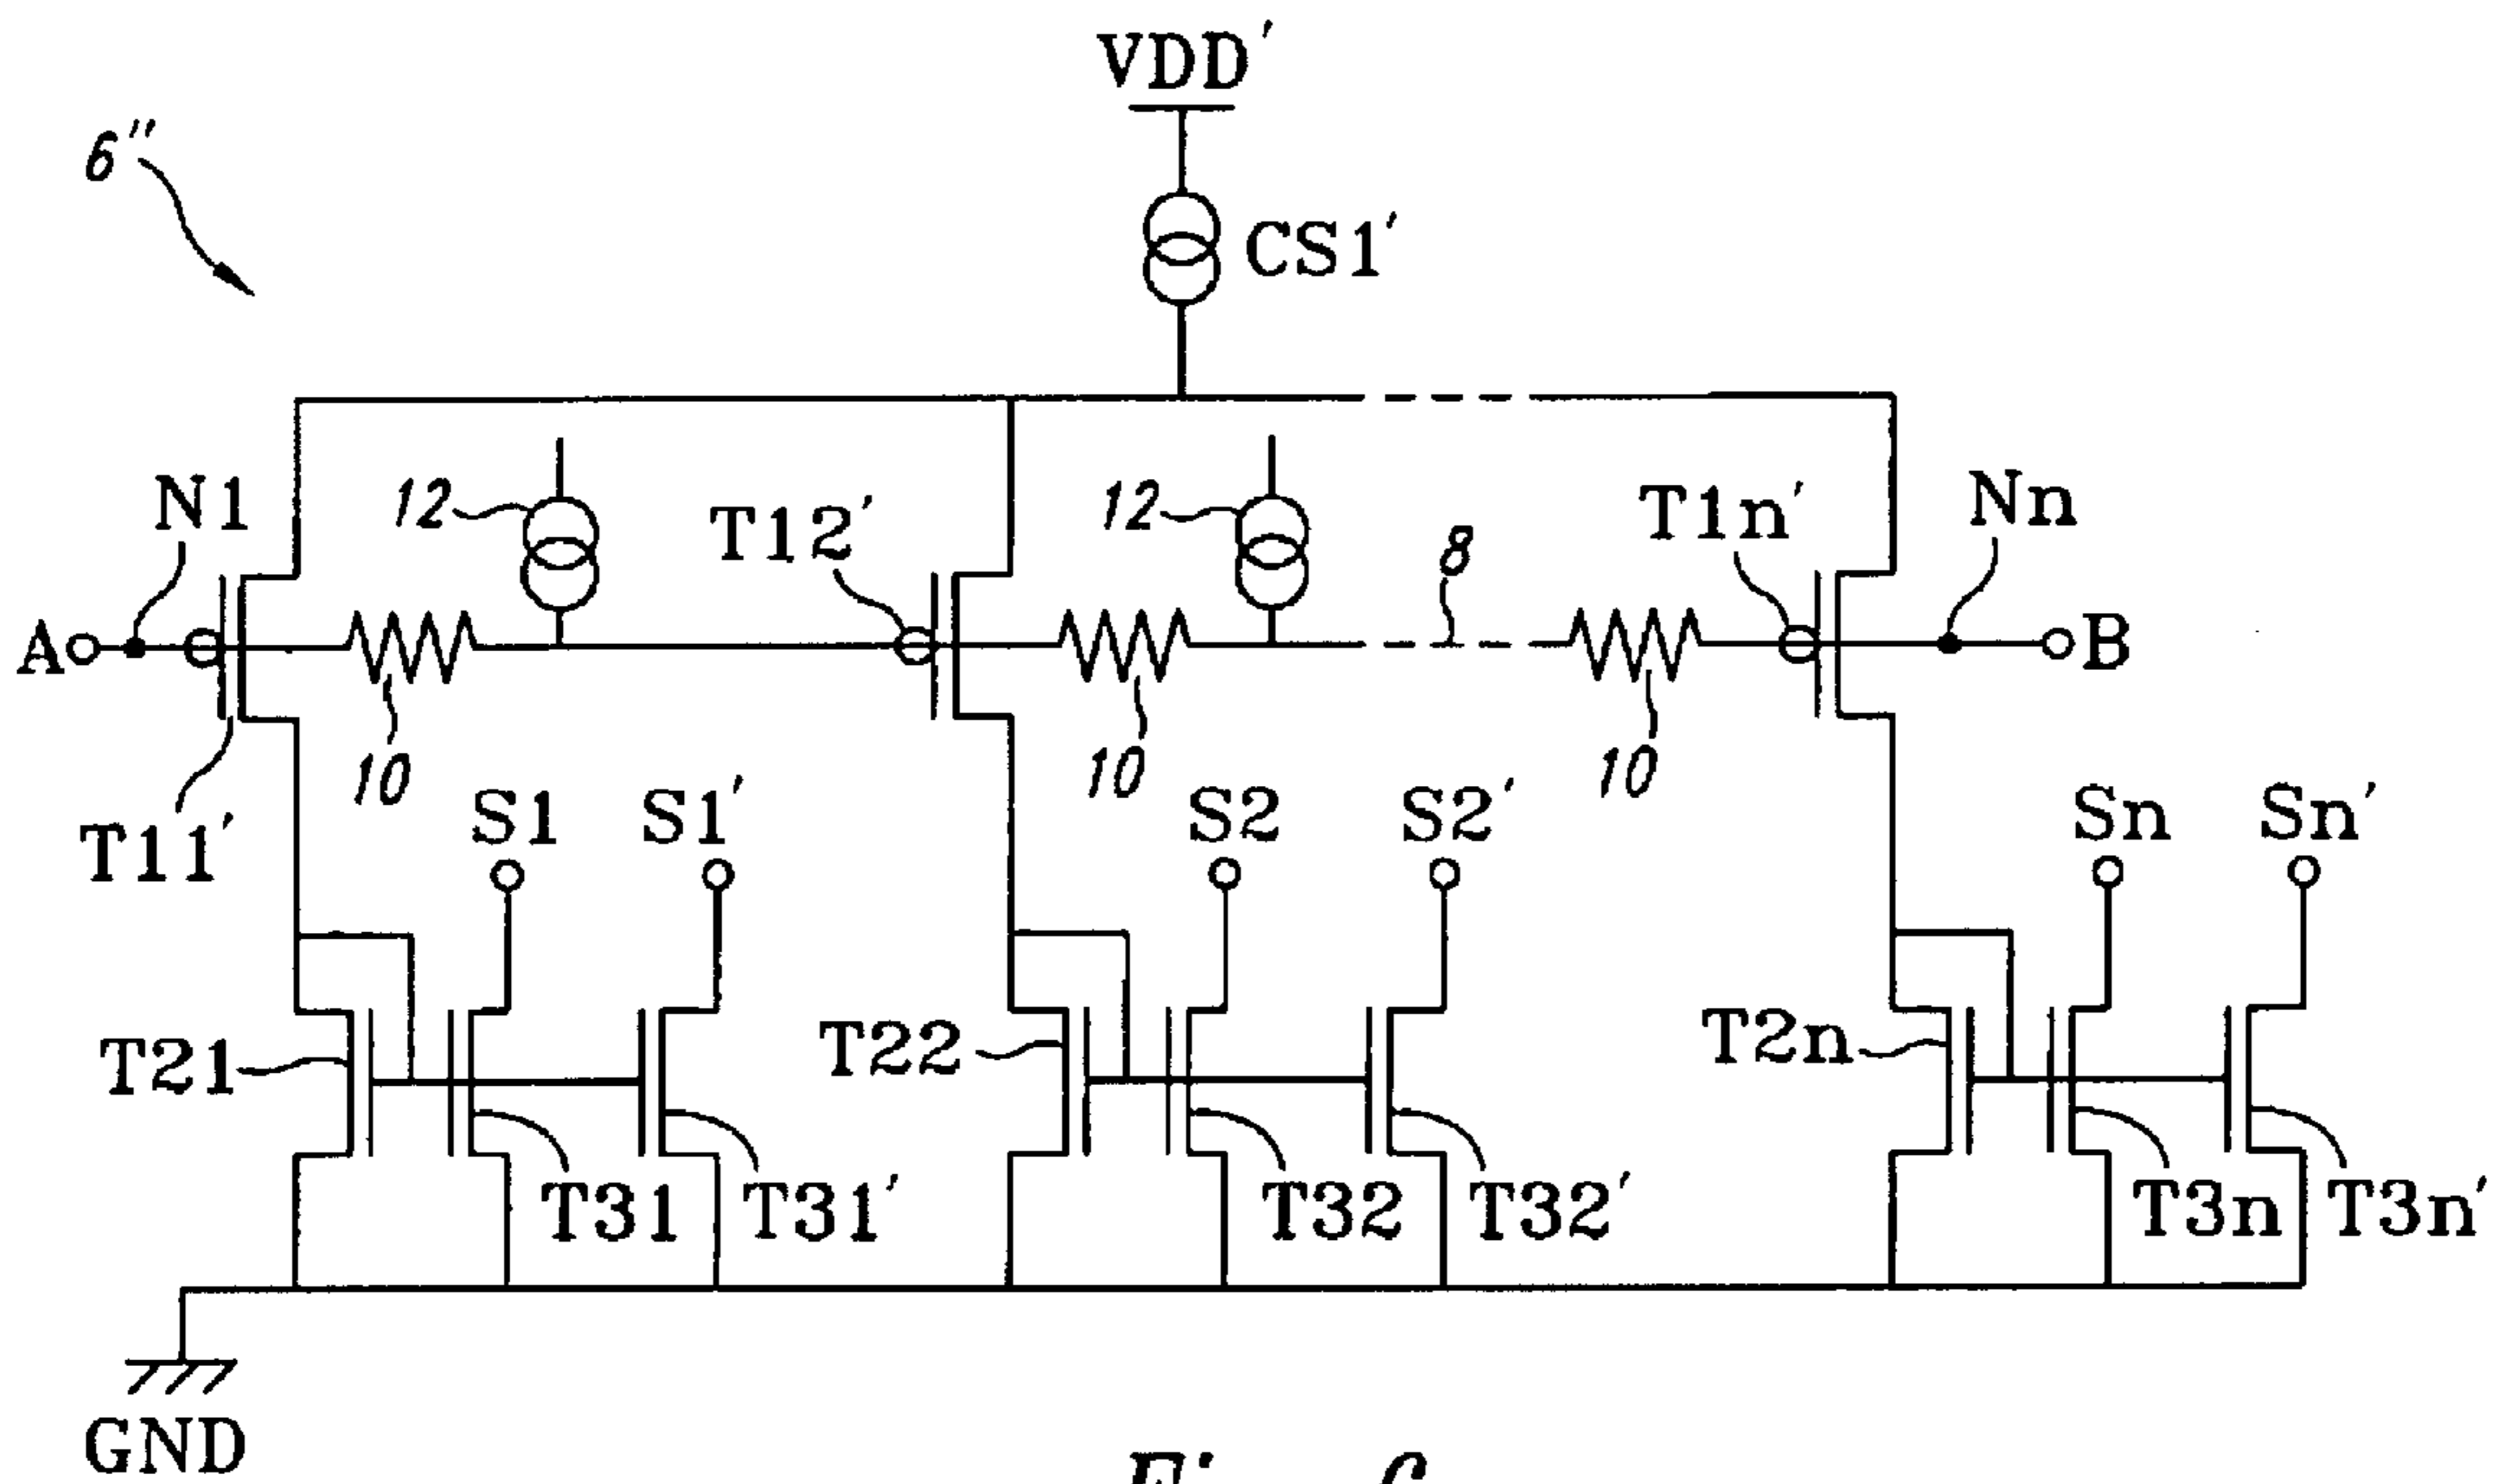 VDD'
6''
CS1'
N1
12
T12'
12
8
T1n'
Nn
A
B
10
10
10
T11'
S1
S1'
S2
S2'
Sn
Sn'
T21
T22
T2n
T31
T31'
T32
T32'
T3n
T3n'
GND